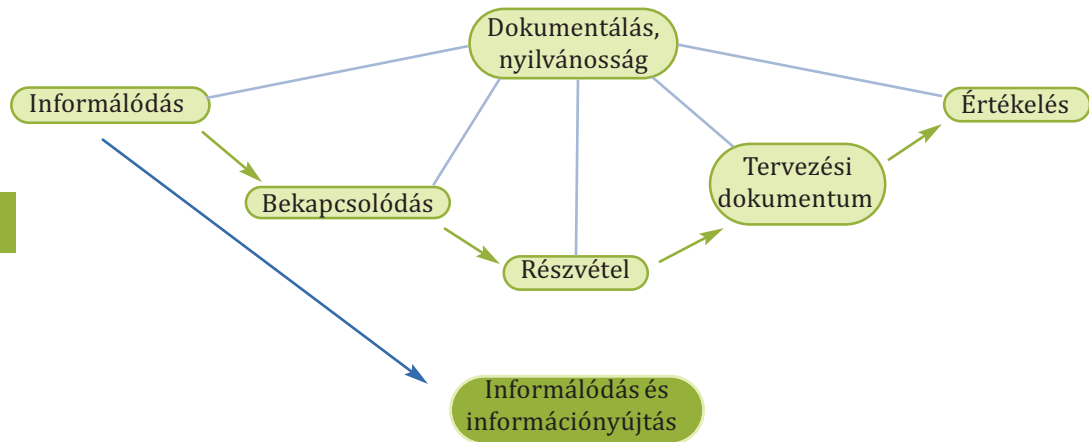 Dokumentálás,
nyilvánosság
Informálódás
Értékelés
Bekapcsolódás
Tervezési
dokumentum
Részvétel
Informálódás és
információnyújtás